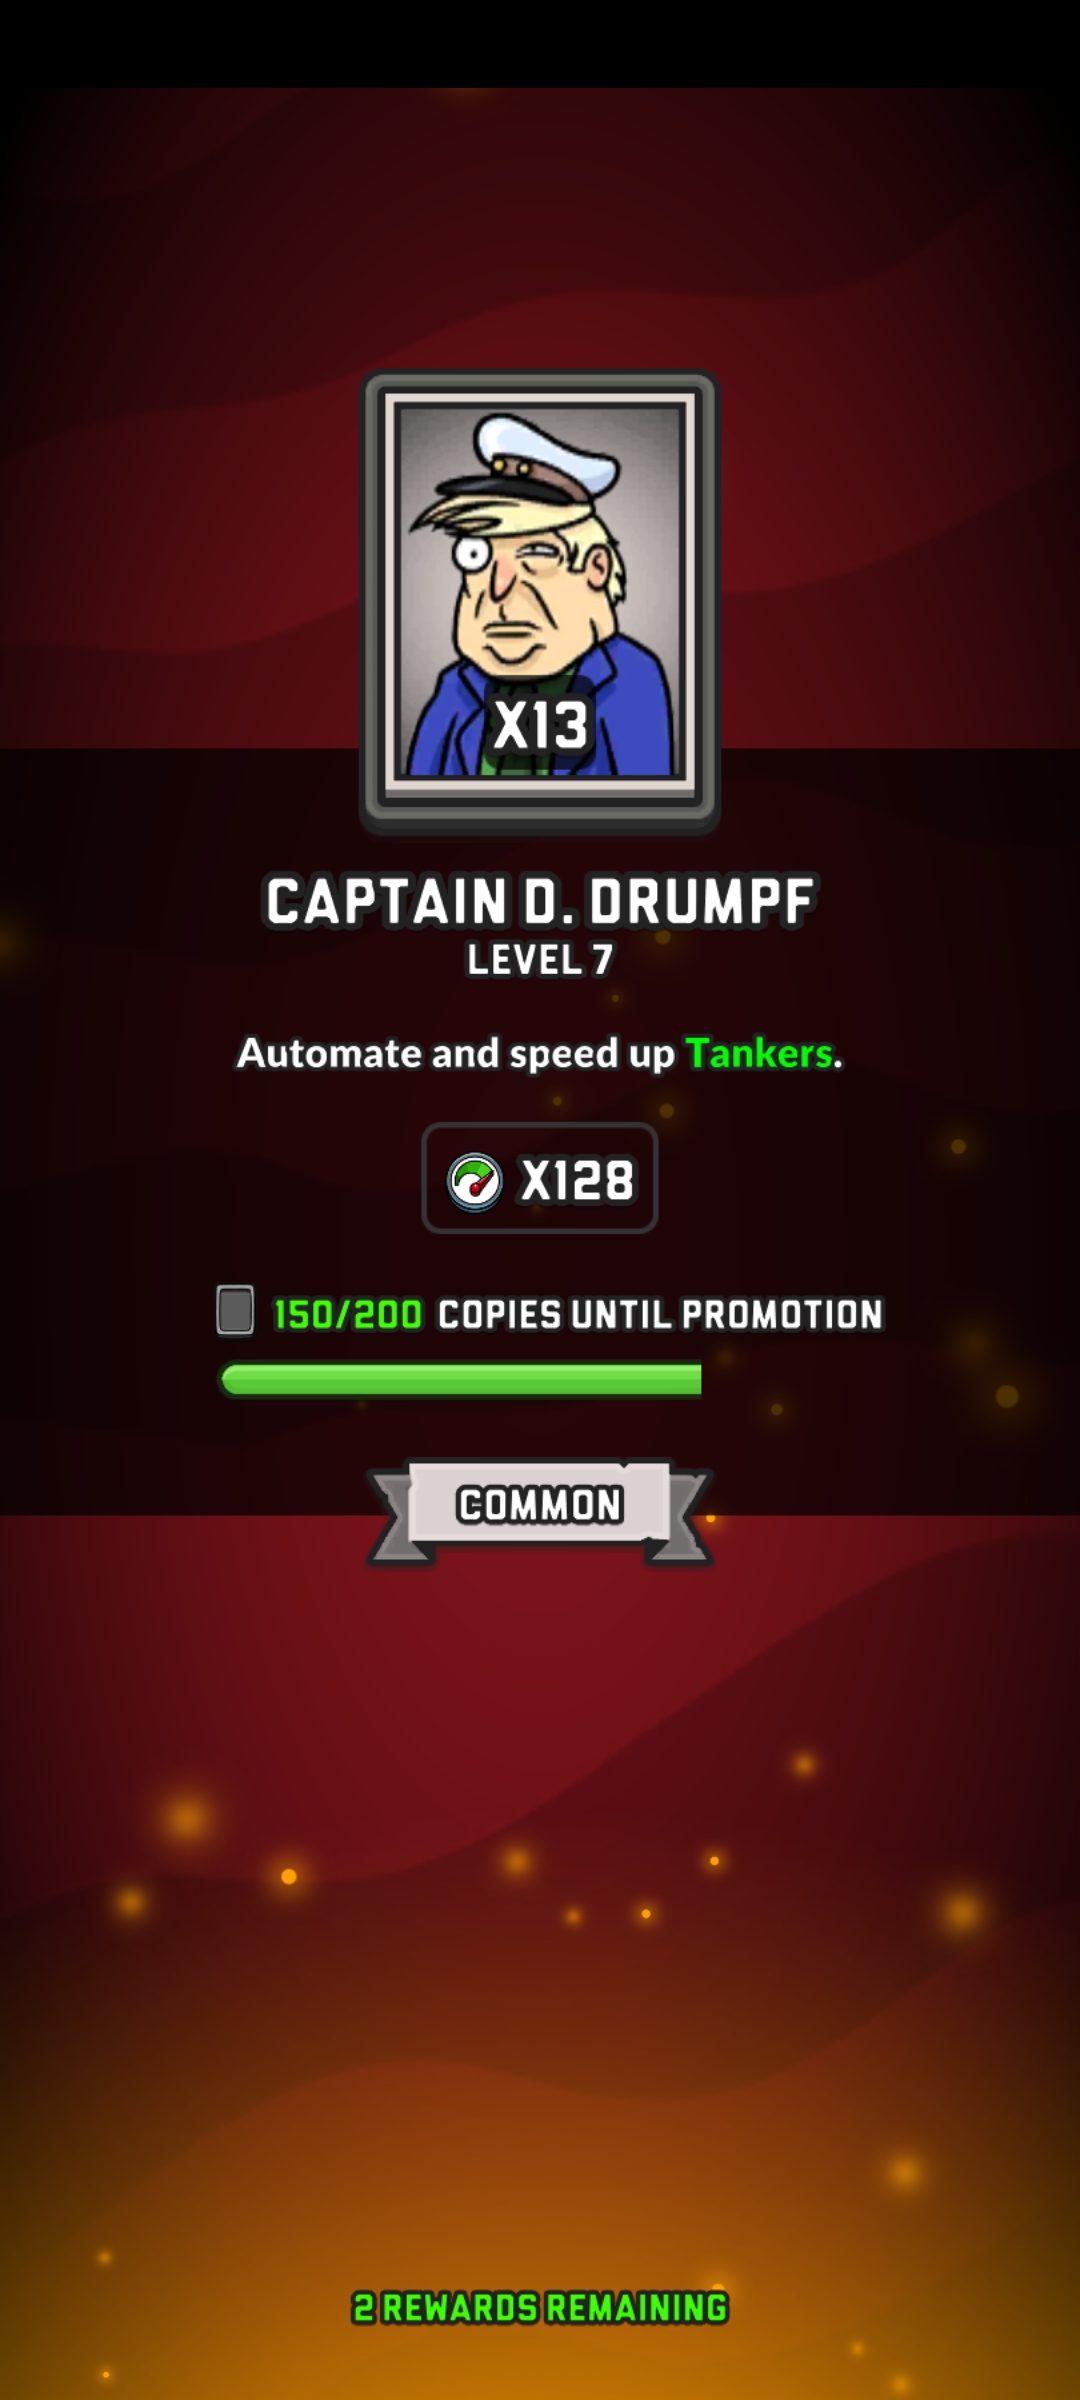 X13
CAPTAIN D. DRUMPF
LEVEL 7
Automate and speed up Tankers.
X128
150/200 COPIES UNTIL PROMOTION
COMMON
2 REWARDS REMAINING